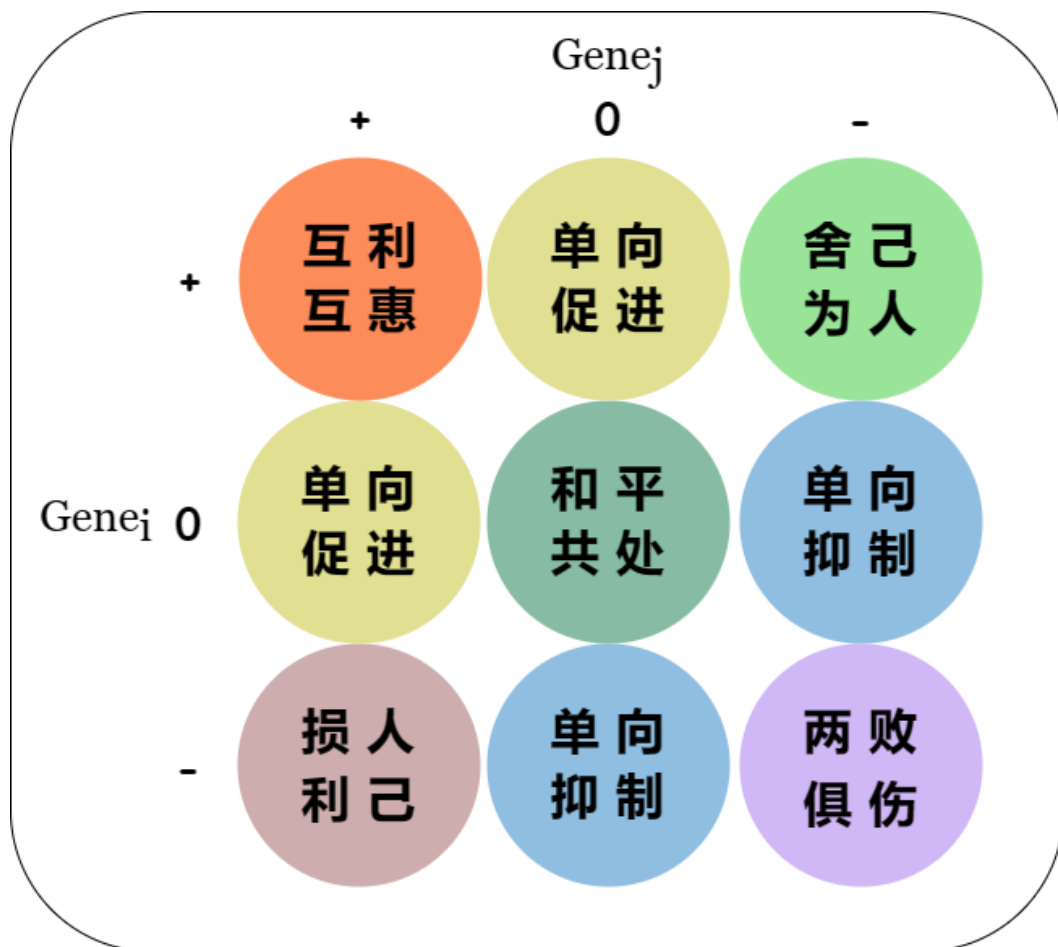 Genej
+ 0 -
+
互利
互惠
单向
促进
舍己
为人
Genei 0
单向
促进
和平
共处
单向
抑制
-
损人
利己
单向
抑制
两败
俱伤